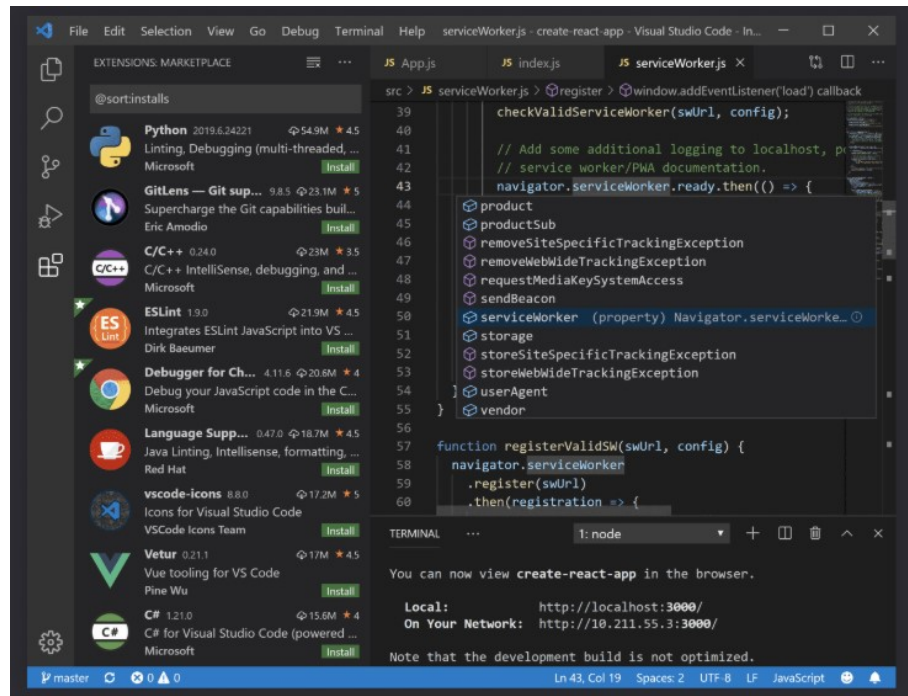 File Edit Selection View Go Debug Terminal Help serviceWorker.js - create-react-app - Visual Studio Code - In...
EXTENSIONS: MARKETPLACE
@sort:installs
Python 2019.6.24221 54.9M ★ 4.5
Linting, Debugging (multi-threaded, ...
Microsoft Install
GitLens — Git sup... 9.8.5 23.1M ★ 5
Supercharge the Git capabilities buil...
Eric Amodio Install
C/C++
C/C++ 0.24.0 23M ★ 3.5
C/C++ IntelliSense, debugging, and ...
Microsoft Install
ES Lint
ESLint 1.9.0 21.9M ★ 4.5
Integrates ESLint JavaScript into VS ...
Dirk Baeumer Install
Debugger for Ch... 4.11.6 20.6M ★ 4
Debug your JavaScript code in the C...
Microsoft Install
Language Supp... 0.47.0 18.7M ★ 4.5
Java Linting, Intellisense, formatting, ...
Red Hat Install
vscode-icons 8.8.0 17.2M ★ 5
Icons for Visual Studio Code
VSCode Icons Team Install
Vetur 0.21.1 17M ★ 4.5
Vue tooling for VS Code
Pine Wu Install
C#
C# 1.21.0 15.6M ★ 4
C# for Visual Studio Code (powered ...
Microsoft Install
JS App.js JS index.js JS serviceWorker.js ×
src > JS serviceWorker.js > register > window.addEventListener('load') callback
39 checkValidServiceWorker(swUrl, config);
40
41 // Add some additional logging to localhost, p
42 // service worker/PWA documentation.
43 navigator.serviceWorker.ready.then(() => {
44 product
45 productSub
46 removeSiteSpecificTrackingException
47 removeWebWideTrackingException
48 requestMediaKeySystemAccess
49 sendBeacon
50 serviceWorker (property) Navigator.serviceWorke...
51 storage
52 storeSiteSpecificTrackingException
53 storeWebWideTrackingException
54 } userAgent
55 } vendor
56
57 function registerValidSW(swUrl, config) {
58 navigator.serviceWorker
59 .register(swUrl)
60 .then(registration => {
TERMINAL ... 1: node
You can now view create-react-app in the browser.
Local: http://localhost:3000/
On Your Network: http://10.211.55.3:3000/
Note that the development build is not optimized.
master 0 0 Ln 43, Col 19 Spaces: 2 UTF-8 LF JavaScript